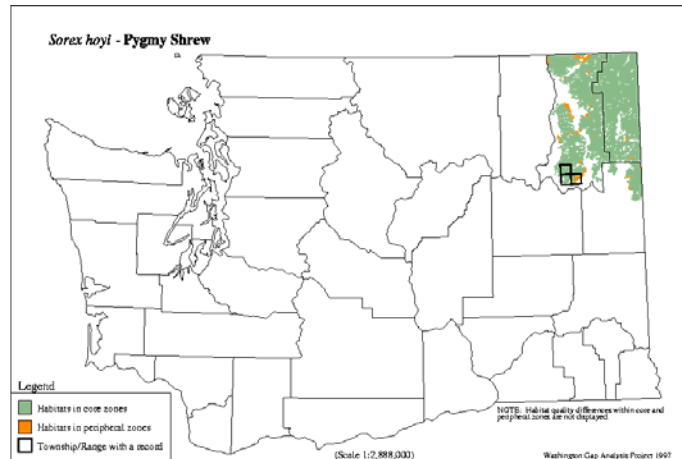 Sorex hoyi - Pygmy Shrew
Legend
Habitats in core zones
Habitats in peripheral zones
Township/Range with a record
(Scale 1:2,888,000)
NOTE: Habitat quality differences within core and
peripheral zones are not displayed.
Washington Gap Analysis Project 1997